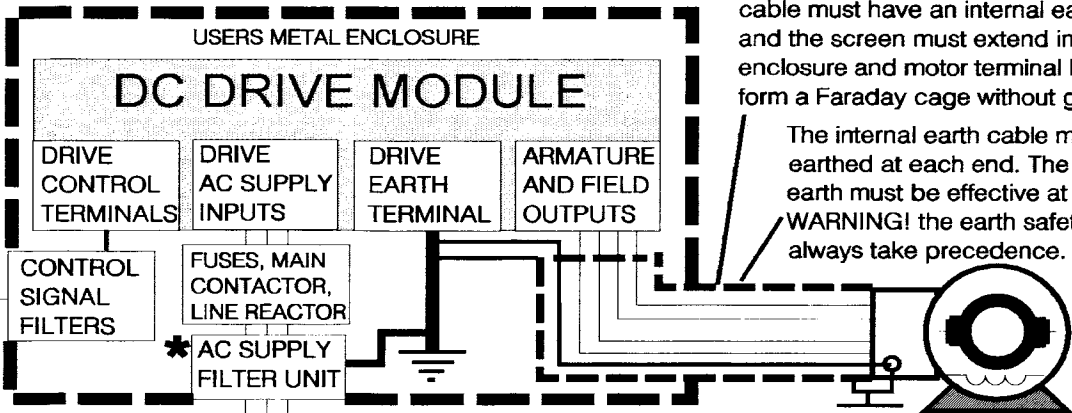 USERS METAL ENCLOSURE
DC DRIVE MODULE
DRIVE
CONTROL
TERMINALS
DRIVE
AC SUPPLY
INPUTS
DRIVE
EARTH
TERMINAL
ARMATURE
AND FIELD
OUTPUTS
CONTROL
SIGNAL
FILTERS
FUSES, MAIN
CONTACTOR,
LINE REACTOR
* AC SUPPLY
FILTER UNIT
cable must have an internal
and the screen must extend
enclosure and motor terminal
form a Faraday cage without
The internal earth cable
earthed at each end. The
earth must be effective at
WARNING! the earth
always take precedence.